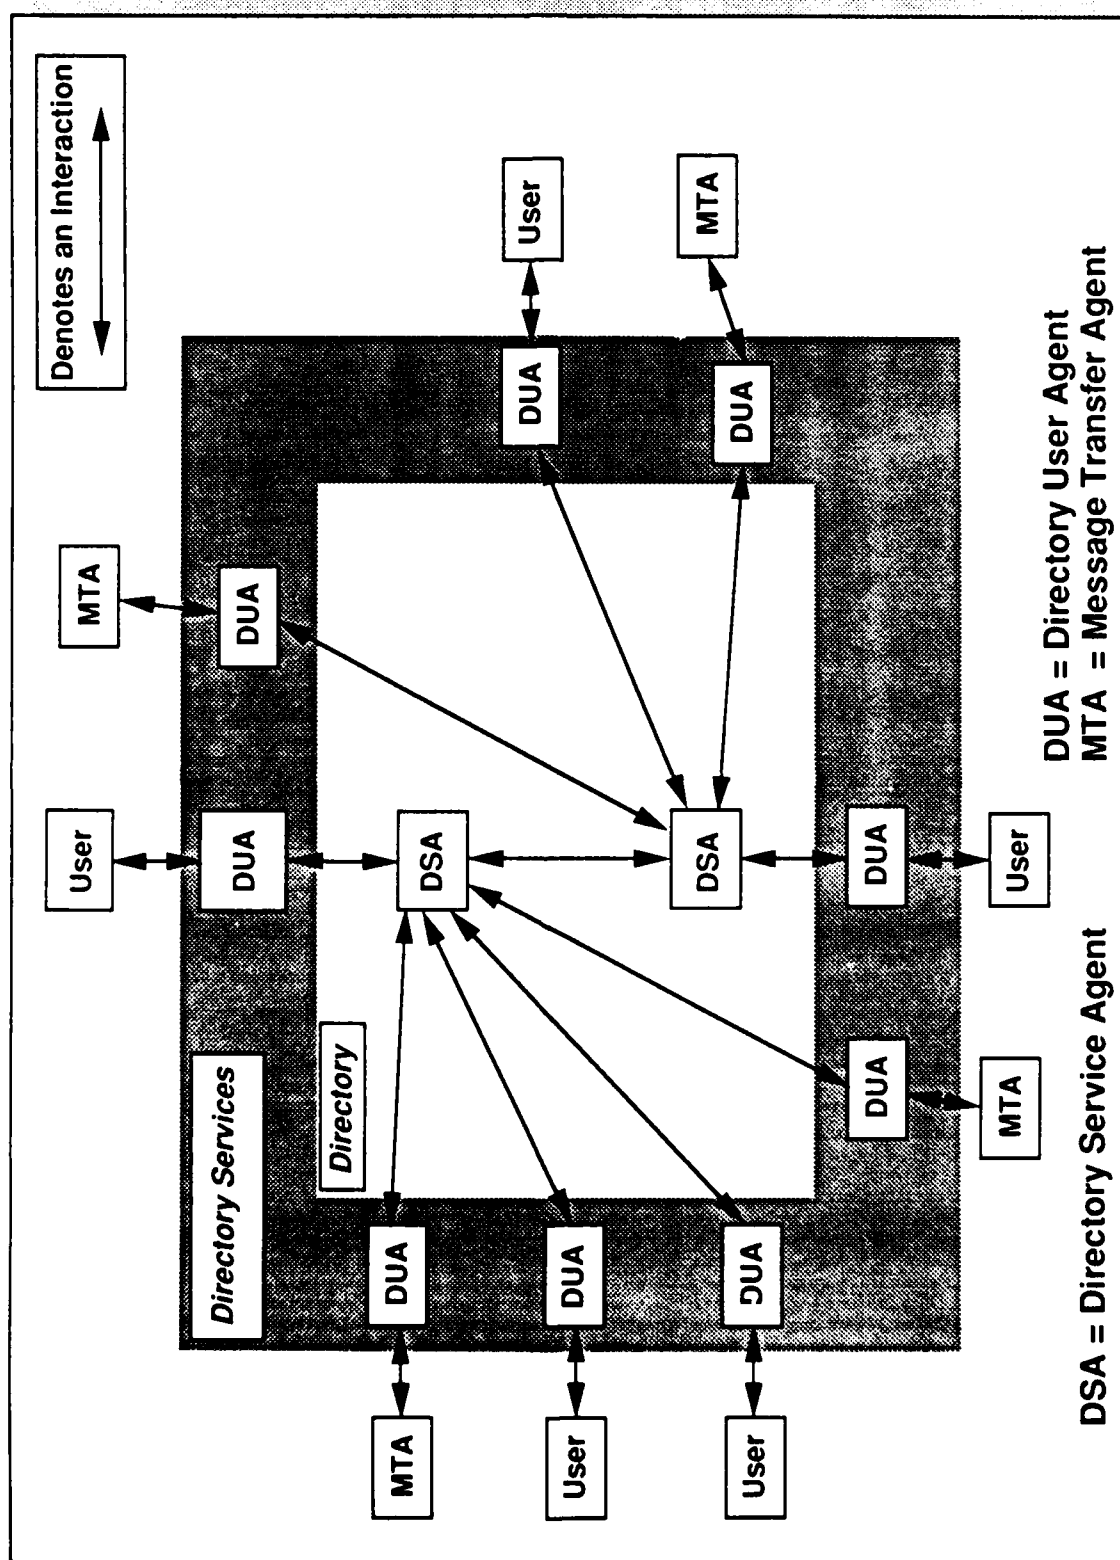 Denotes an Interaction
User
MTA
Directory Services
DUA
DUA
Directory
MTA
DUA
DSA
DUA
User
User
DUA
DSA
MTA
DUA
User
DUA
DUA
DUA
MTA
User
DSA = Directory Service Agent
DUA = Directory User Agent
MTA = Message Transfer Agent